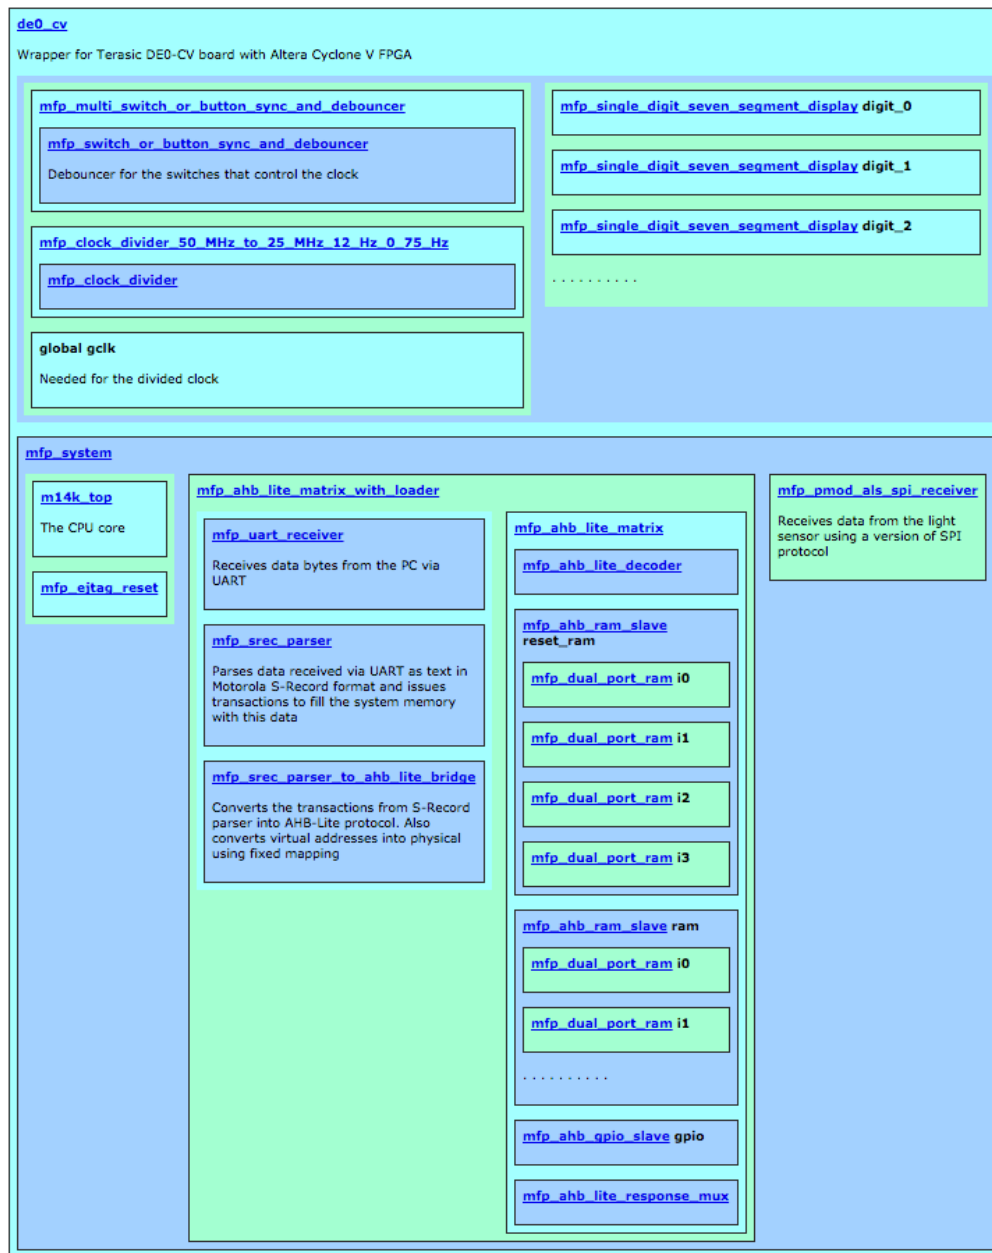 de0_cv
Wrapper for Terasic DE0-CV board with Altera Cyclone V FPGA
mfp_multi_switch_or_button_sync_and_debouncer
mfp_switch_or_button_sync_and_debouncer
Debouncer for the switches that control the clock
mfp_clock_divider_50_MHz_to_25_MHz_12_Hz_0_75_Hz
mfp_clock_divider
global gclk
Needed for the divided clock
mfp_single_digit_seven_segment_display digit_0
mfp_single_digit_seven_segment_display digit_1
mfp_single_digit_seven_segment_display digit_2
. . . . . . . . . .
mfp_system
m14k_top
The CPU core
mfp_ejtag_reset
mfp_ahb_lite_matrix_with_loader
mfp_uart_receiver
Receives data bytes from the PC via
UART
mfp_srec_parser
Parses data received via UART as text in
Motorola S-Record format and issues
transactions to fill the system memory
with this data
mfp_srec_parser_to_ahb_lite_bridge
Converts the transactions from S-Record
parser into AHB-Lite protocol. Also
converts virtual addresses into physical
using fixed mapping
mfp_ahb_lite_matrix
mfp_ahb_lite_decoder
mfp_ahb_ram_slave
reset_ram
mfp_dual_port_ram i0
mfp_dual_port_ram i1
mfp_dual_port_ram i2
mfp_dual_port_ram i3
mfp_ahb_ram_slave ram
mfp_dual_port_ram i0
mfp_dual_port_ram i1
. . . . . . . . . .
mfp_ahb_gpio_slave gpio
mfp_ahb_lite_response_mux
mfp_pmod_als_spi_receiver
Receives data from the light
sensor using a version of SPI
protocol